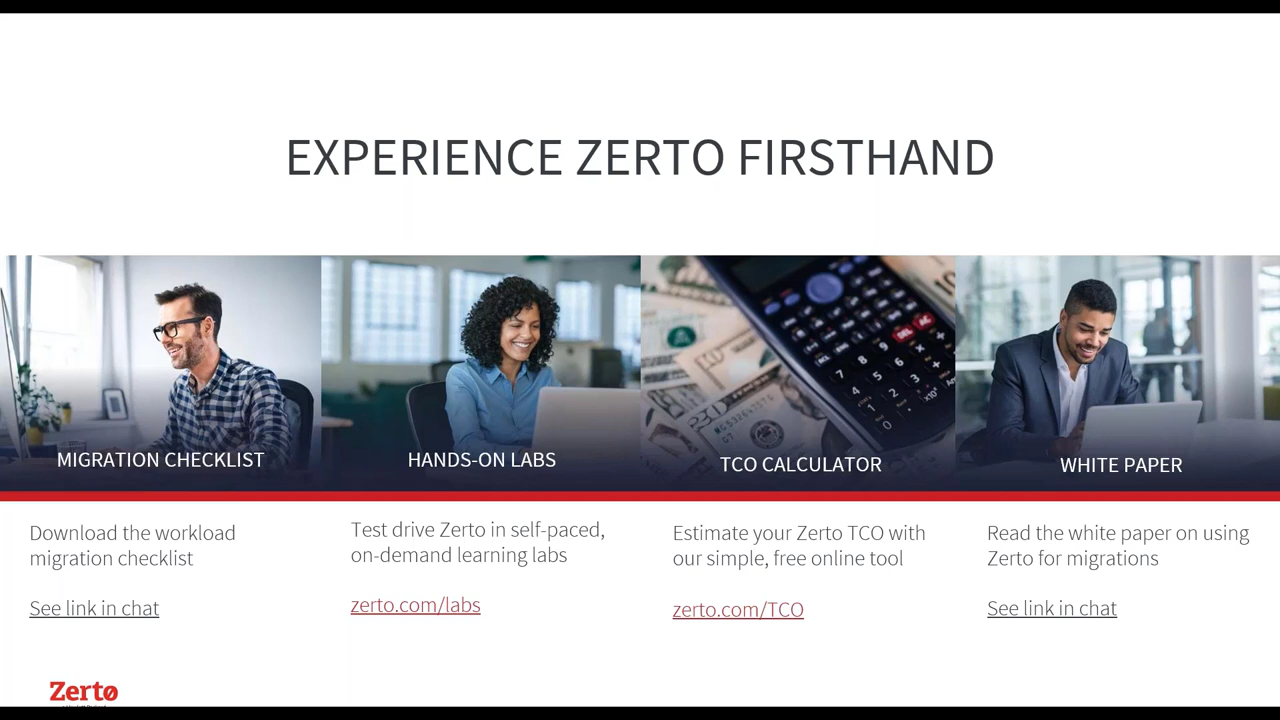 EXPERIENCE ZERTO FIRSTHAND
MIGRATION CHECKLIST
HANDS-ON LABS
TCO CALCULATOR
WHITE PAPER
Download the workload
migration checklist
See link in chat
Test drive Zerto in self-paced,
on-demand learning labs
zerto.com/labs
Estimate your Zerto TCO with
our simple, free online tool
zerto.com/TCO
Read the white paper on using
Zerto for migrations
See link in chat
Zerto